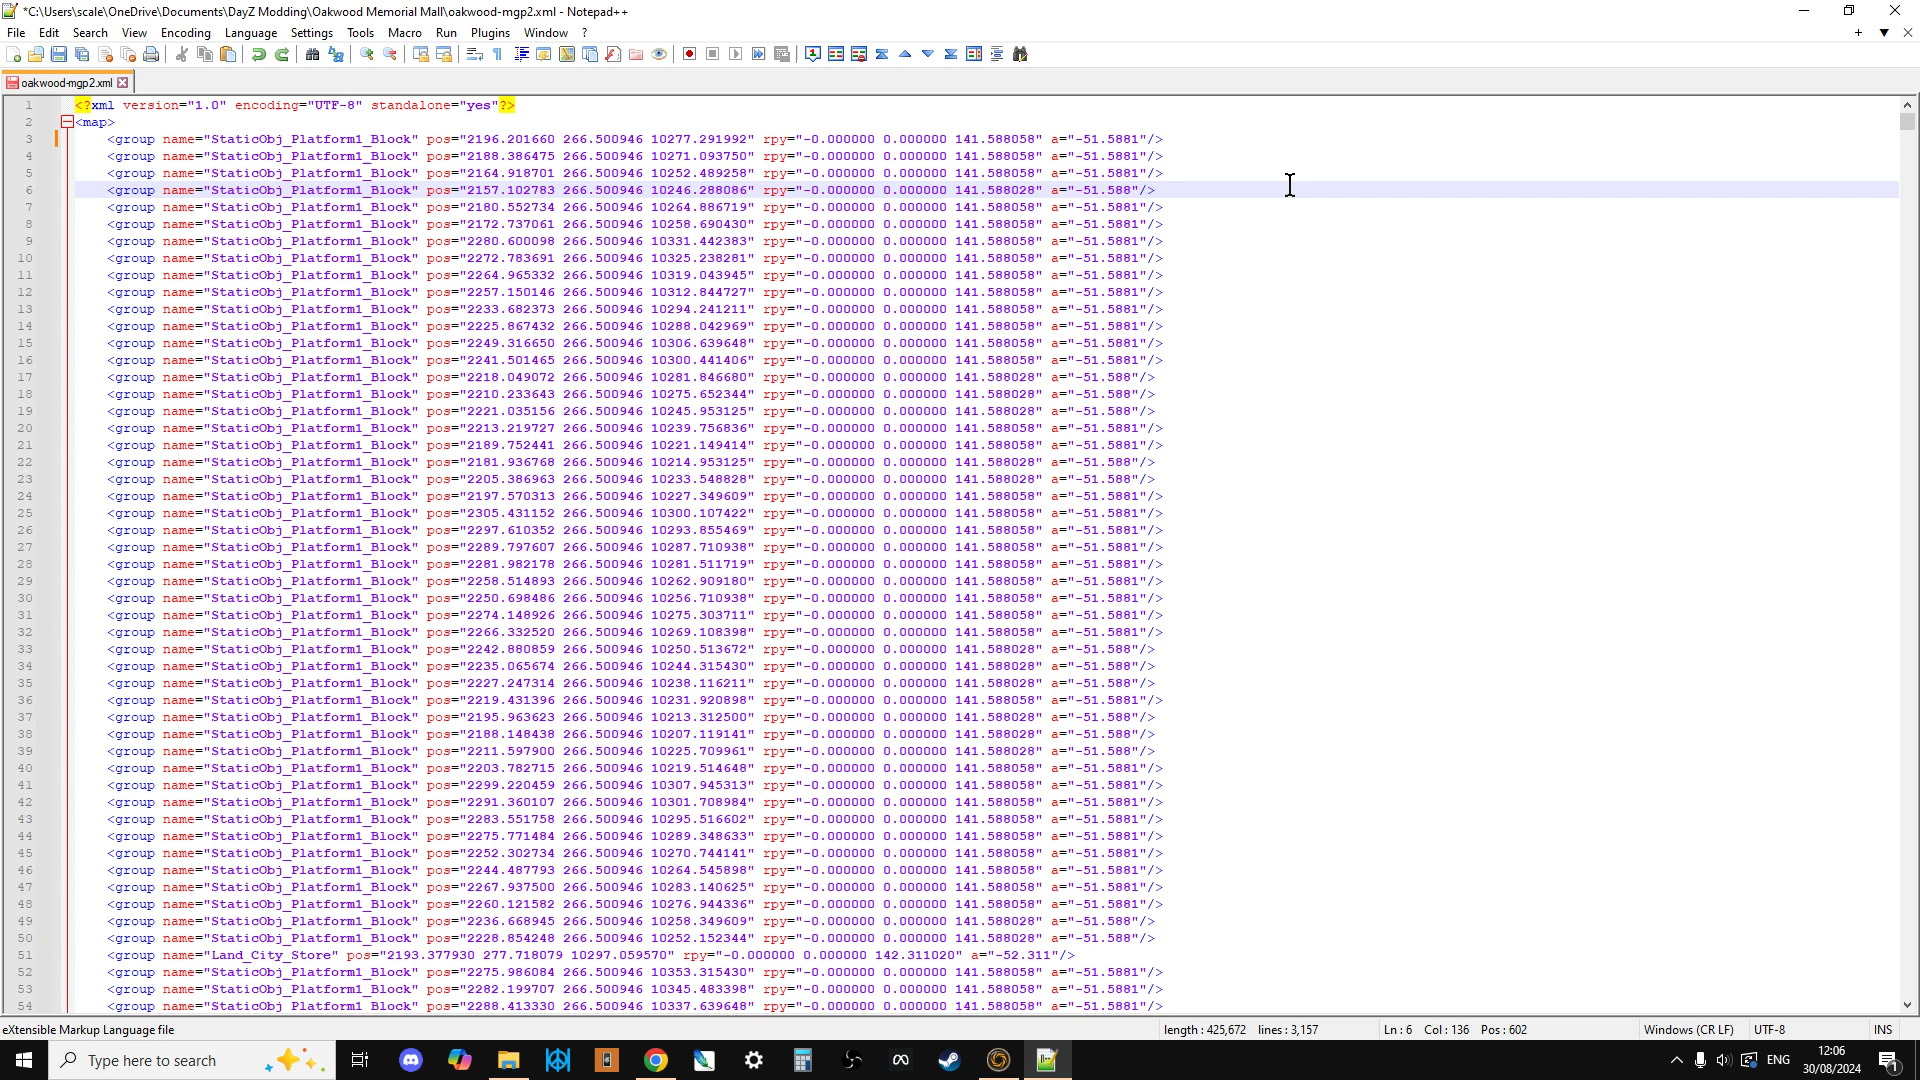 *C:\Users\scale\OneDrive\Documents\DayZ Modding\Oakwood Memorial Mall\oakwood-mgp2.xml - Notepad++
File Edit Search View Encoding Language Settings Tools Macro Run Plugins Window ?
oakwood-mgp2.xml
1 <?xml version="1.0" encoding="UTF-8" standalone="yes"?>
2 <map>
3 <group name="StaticObj_Platform1_Block" pos="2196.201660 266.500946 10277.291992" rpy="-0.000000 0.000000 141.588058" a="-51.5881"/>
4 <group name="StaticObj_Platform1_Block" pos="2188.386475 266.500946 10271.093750" rpy="-0.000000 0.000000 141.588058" a="-51.5881"/>
5 <group name="StaticObj_Platform1_Block" pos="2164.918701 266.500946 10252.489258" rpy="-0.000000 0.000000 141.588058" a="-51.5881"/>
6 <group name="StaticObj_Platform1_Block" pos="2157.102783 266.500946 10246.288086" rpy="-0.000000 0.000000 141.588028" a="-51.588"/>
7 <group name="StaticObj_Platform1_Block" pos="2180.552734 266.500946 10264.886719" rpy="-0.000000 0.000000 141.588058" a="-51.5881"/>
8 <group name="StaticObj_Platform1_Block" pos="2172.737061 266.500946 10258.690430" rpy="-0.000000 0.000000 141.588058" a="-51.5881"/>
9 <group name="StaticObj_Platform1_Block" pos="2280.600098 266.500946 10331.442383" rpy="-0.000000 0.000000 141.588058" a="-51.5881"/>
10 <group name="StaticObj_Platform1_Block" pos="2272.783691 266.500946 10325.238281" rpy="-0.000000 0.000000 141.588058" a="-51.5881"/>
11 <group name="StaticObj_Platform1_Block" pos="2264.965332 266.500946 10319.043945" rpy="-0.000000 0.000000 141.588058" a="-51.5881"/>
12 <group name="StaticObj_Platform1_Block" pos="2257.150146 266.500946 10312.844727" rpy="-0.000000 0.000000 141.588058" a="-51.5881"/>
13 <group name="StaticObj_Platform1_Block" pos="2233.682373 266.500946 10294.241211" rpy="-0.000000 0.000000 141.588058" a="-51.5881"/>
14 <group name="StaticObj_Platform1_Block" pos="2225.867432 266.500946 10288.042969" rpy="-0.000000 0.000000 141.588058" a="-51.5881"/>
15 <group name="StaticObj_Platform1_Block" pos="2249.316650 266.500946 10306.639648" rpy="-0.000000 0.000000 141.588058" a="-51.5881"/>
16 <group name="StaticObj_Platform1_Block" pos="2241.501465 266.500946 10300.441406" rpy="-0.000000 0.000000 141.588058" a="-51.5881"/>
17 <group name="StaticObj_Platform1_Block" pos="2218.049072 266.500946 10281.846680" rpy="-0.000000 0.000000 141.588028" a="-51.588"/>
18 <group name="StaticObj_Platform1_Block" pos="2210.233643 266.500946 10275.652344" rpy="-0.000000 0.000000 141.588028" a="-51.588"/>
19 <group name="StaticObj_Platform1_Block" pos="2221.035156 266.500946 10245.953125" rpy="-0.000000 0.000000 141.588028" a="-51.588"/>
20 <group name="StaticObj_Platform1_Block" pos="2213.219727 266.500946 10239.756836" rpy="-0.000000 0.000000 141.588058" a="-51.5881"/>
21 <group name="StaticObj_Platform1_Block" pos="2189.752441 266.500946 10221.149414" rpy="-0.000000 0.000000 141.588058" a="-51.5881"/>
22 <group name="StaticObj_Platform1_Block" pos="2181.936768 266.500946 10214.953125" rpy="-0.000000 0.000000 141.588028" a="-51.588"/>
23 <group name="StaticObj_Platform1_Block" pos="2205.386963 266.500946 10233.548828" rpy="-0.000000 0.000000 141.588028" a="-51.588"/>
24 <group name="StaticObj_Platform1_Block" pos="2197.570313 266.500946 10227.349609" rpy="-0.000000 0.000000 141.588058" a="-51.5881"/>
25 <group name="StaticObj_Platform1_Block" pos="2305.431152 266.500946 10300.107422" rpy="-0.000000 0.000000 141.588058" a="-51.5881"/>
26 <group name="StaticObj_Platform1_Block" pos="2297.610352 266.500946 10293.855469" rpy="-0.000000 0.000000 141.588058" a="-51.5881"/>
27 <group name="StaticObj_Platform1_Block" pos="2289.797607 266.500946 10287.710938" rpy="-0.000000 0.000000 141.588058" a="-51.5881"/>
28 <group name="StaticObj_Platform1_Block" pos="2281.982178 266.500946 10281.511719" rpy="-0.000000 0.000000 141.588058" a="-51.5881"/>
29 <group name="StaticObj_Platform1_Block" pos="2258.514893 266.500946 10262.909180" rpy="-0.000000 0.000000 141.588058" a="-51.5881"/>
30 <group name="StaticObj_Platform1_Block" pos="2250.698486 266.500946 10256.710938" rpy="-0.000000 0.000000 141.588058" a="-51.5881"/>
31 <group name="StaticObj_Platform1_Block" pos="2274.148926 266.500946 10275.303711" rpy="-0.000000 0.000000 141.588058" a="-51.5881"/>
32 <group name="StaticObj_Platform1_Block" pos="2266.332520 266.500946 10269.108398" rpy="-0.000000 0.000000 141.588058" a="-51.5881"/>
33 <group name="StaticObj_Platform1_Block" pos="2242.880859 266.500946 10250.513672" rpy="-0.000000 0.000000 141.588028" a="-51.588"/>
34 <group name="StaticObj_Platform1_Block" pos="2235.065674 266.500946 10244.315430" rpy="-0.000000 0.000000 141.588028" a="-51.588"/>
35 <group name="StaticObj_Platform1_Block" pos="2227.247314 266.500946 10238.116211" rpy="-0.000000 0.000000 141.588028" a="-51.588"/>
36 <group name="StaticObj_Platform1_Block" pos="2219.431396 266.500946 10231.920898" rpy="-0.000000 0.000000 141.588058" a="-51.5881"/>
37 <group name="StaticObj_Platform1_Block" pos="2195.963623 266.500946 10213.312500" rpy="-0.000000 0.000000 141.588028" a="-51.588"/>
38 <group name="StaticObj_Platform1_Block" pos="2188.148438 266.500946 10207.119141" rpy="-0.000000 0.000000 141.588028" a="-51.588"/>
39 <group name="StaticObj_Platform1_Block" pos="2211.597900 266.500946 10225.709961" rpy="-0.000000 0.000000 141.588028" a="-51.588"/>
40 <group name="StaticObj_Platform1_Block" pos="2203.782715 266.500946 10219.514648" rpy="-0.000000 0.000000 141.588058" a="-51.5881"/>
41 <group name="StaticObj_Platform1_Block" pos="2299.220459 266.500946 10307.945313" rpy="-0.000000 0.000000 141.588058" a="-51.5881"/>
42 <group name="StaticObj_Platform1_Block" pos="2291.360107 266.500946 10301.708984" rpy="-0.000000 0.000000 141.588058" a="-51.5881"/>
43 <group name="StaticObj_Platform1_Block" pos="2283.551758 266.500946 10295.516602" rpy="-0.000000 0.000000 141.588058" a="-51.5881"/>
44 <group name="StaticObj_Platform1_Block" pos="2275.771484 266.500946 10289.348633" rpy="-0.000000 0.000000 141.588058" a="-51.5881"/>
45 <group name="StaticObj_Platform1_Block" pos="2252.302734 266.500946 10270.744141" rpy="-0.000000 0.000000 141.588058" a="-51.5881"/>
46 <group name="StaticObj_Platform1_Block" pos="2244.487793 266.500946 10264.545898" rpy="-0.000000 0.000000 141.588058" a="-51.5881"/>
47 <group name="StaticObj_Platform1_Block" pos="2267.937500 266.500946 10283.140625" rpy="-0.000000 0.000000 141.588058" a="-51.5881"/>
48 <group name="StaticObj_Platform1_Block" pos="2260.121582 266.500946 10276.944336" rpy="-0.000000 0.000000 141.588058" a="-51.5881"/>
49 <group name="StaticObj_Platform1_Block" pos="2236.668945 266.500946 10258.349609" rpy="-0.000000 0.000000 141.588028" a="-51.588"/>
50 <group name="StaticObj_Platform1_Block" pos="2228.854248 266.500946 10252.152344" rpy="-0.000000 0.000000 141.588028" a="-51.588"/>
51 <group name="Land_City_Store" pos="2193.377930 277.718079 10297.059570" rpy="-0.000000 0.000000 142.311020" a="-52.311"/>
52 <group name="StaticObj_Platform1_Block" pos="2275.986084 266.500946 10353.315430" rpy="-0.000000 0.000000 141.588058" a="-51.5881"/>
53 <group name="StaticObj_Platform1_Block" pos="2282.199707 266.500946 10345.483398" rpy="-0.000000 0.000000 141.588058" a="-51.5881"/>
54 <group name="StaticObj_Platform1_Block" pos="2288.413330 266.500946 10337.639648" rpy="-0.000000 0.000000 141.588058" a="-51.5881"/>
eXtensible Markup Language file length : 425,672 lines : 3,157 Ln : 6 Col : 136 Pos : 602 Windows (CR LF) UTF-8 INS
Type here to search ENG 12:06
30/08/2024 1